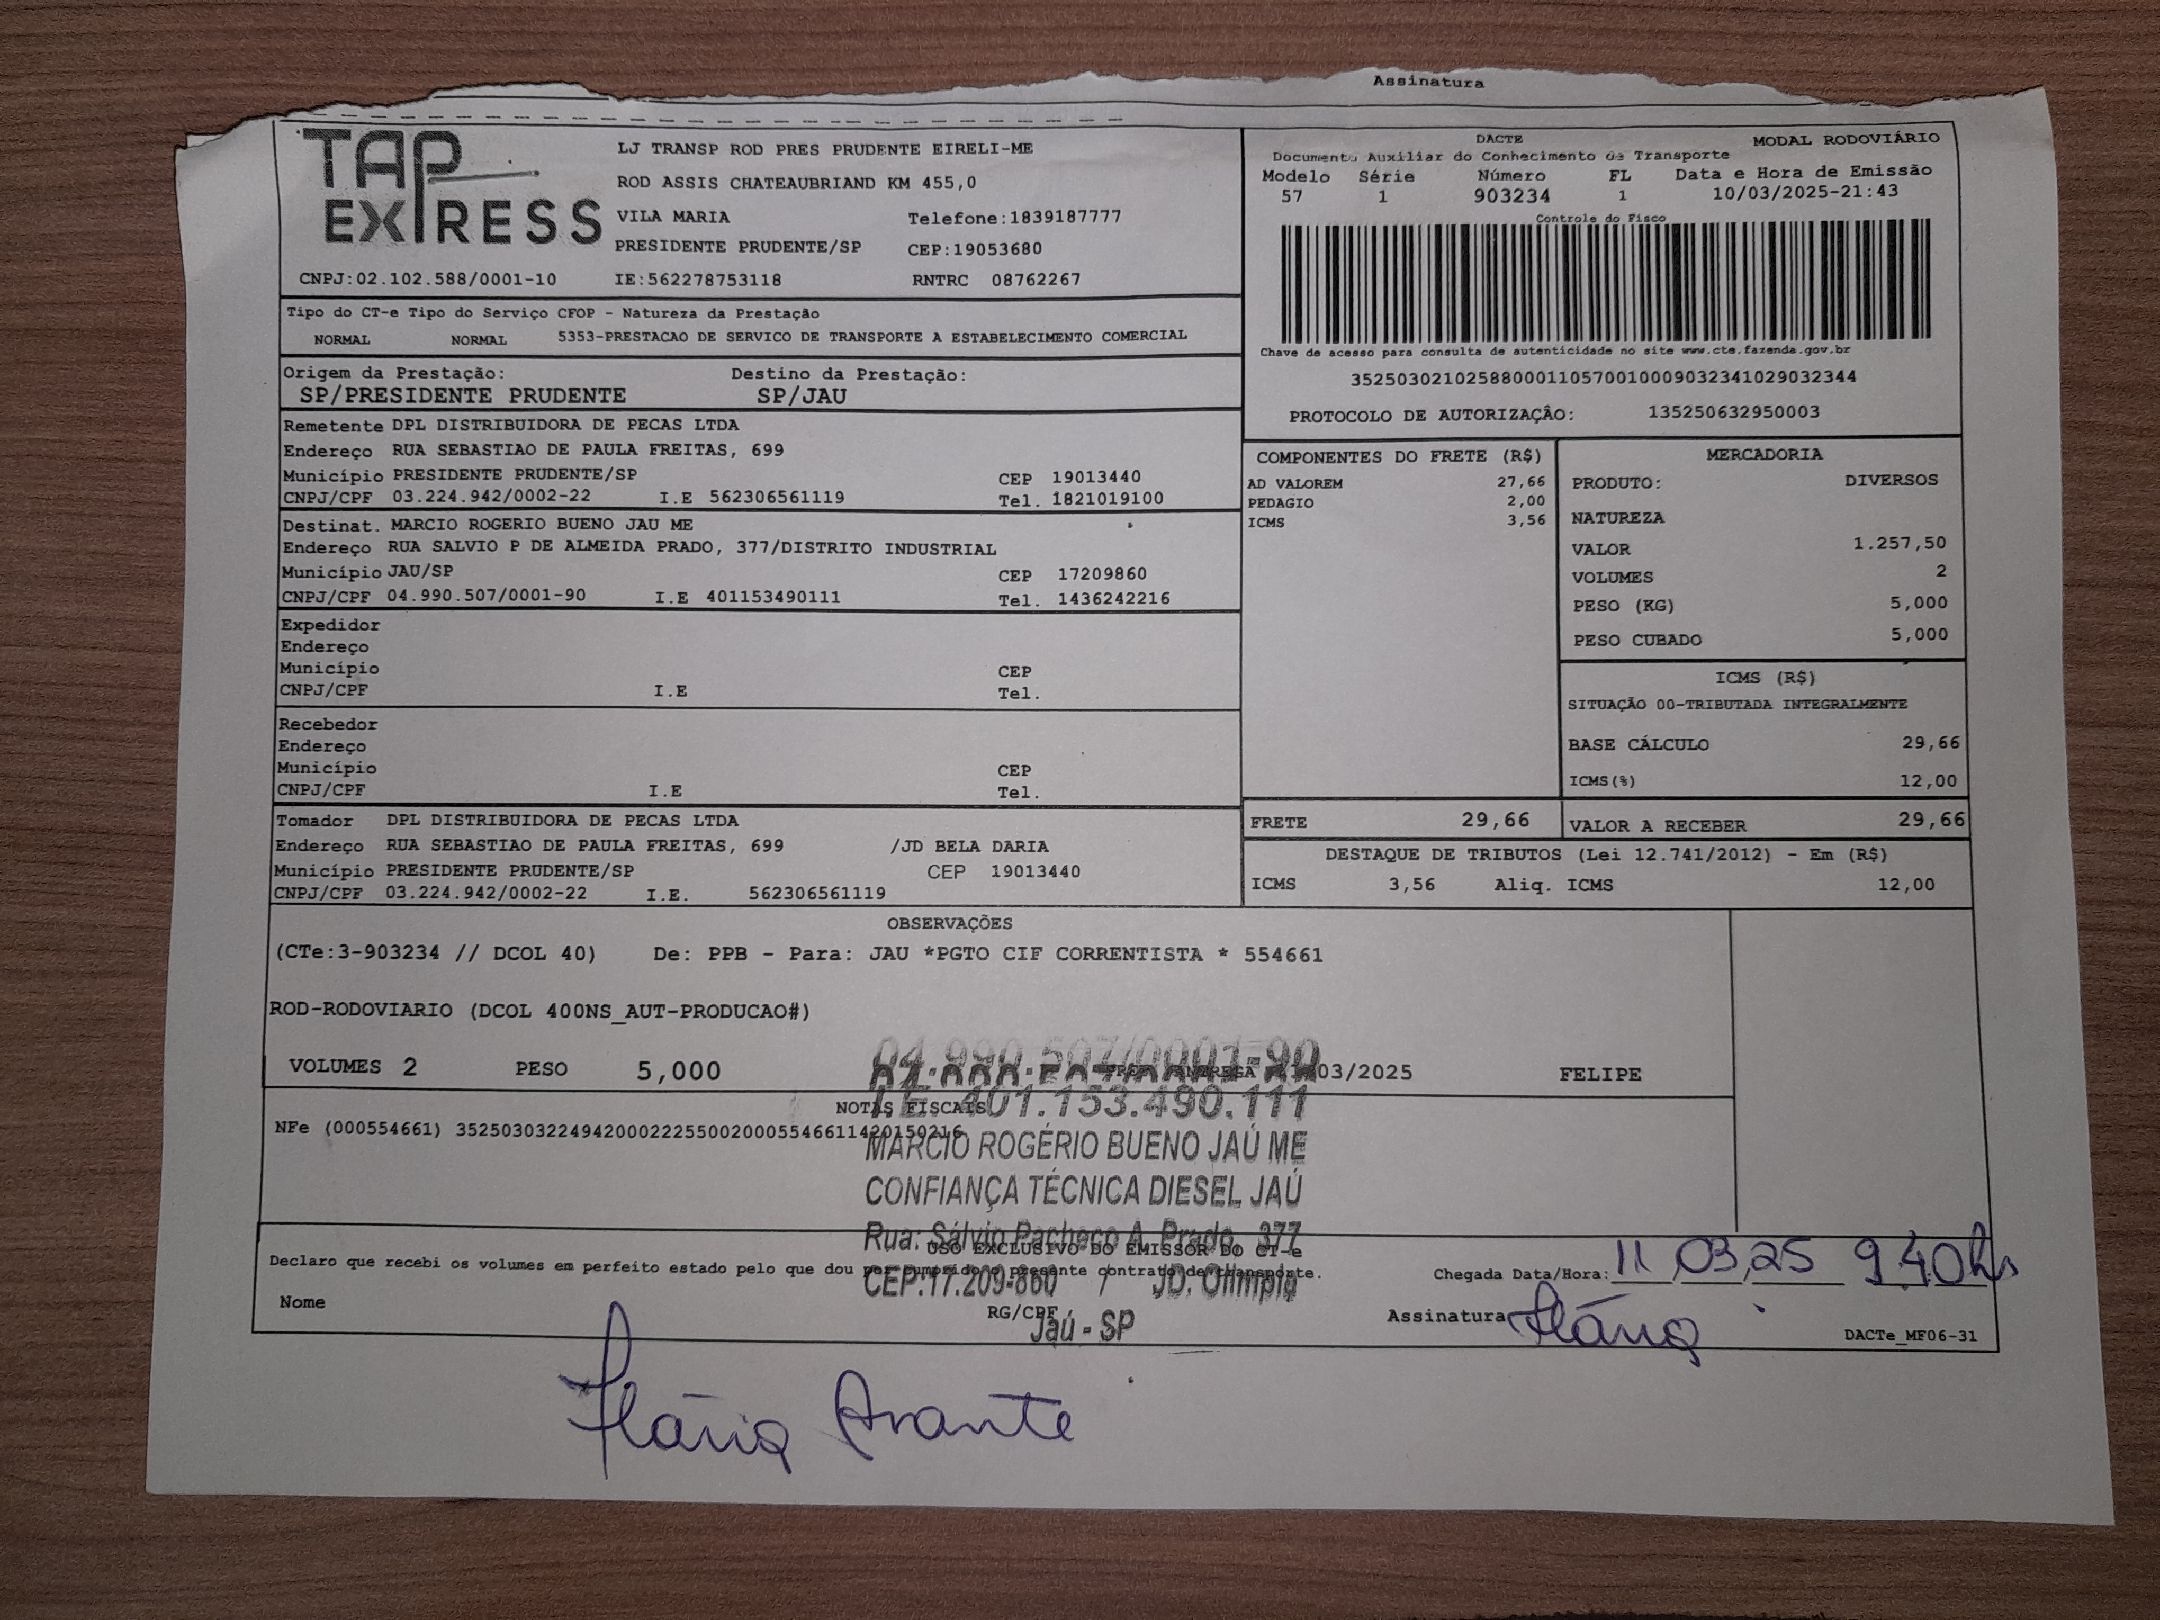 Assinatura
TAP EXPRESS
LJ TRANSP ROD PRES PRUDENTE EIRELI-ME
ROD ASSIS CHATEAUBRIAND KM 455,0
VILA MARIA Telefone:1839187777
PRESIDENTE PRUDENTE/SP CEP:19053680
CNPJ:02.102.588/0001-10 IE:562278753118 RNTRC 08762267
DACTE MODAL RODOVIÁRIO
Documento Auxiliar do Conhecimento de Transporte
Modelo Série Número FL Data e Hora de Emissão
57 1 903234 1 10/03/2025-21:43
Controle do Fisco
Chave de acesso para consulta de autenticidade no site www.cte.fazenda.gov.br
35250302102588000110570010009032341029032344
PROTOCOLO DE AUTORIZAÇÃO: 135250632950003
Tipo do CT-e Tipo do Serviço CFOP - Natureza da Prestação
NORMAL NORMAL 5353-PRESTACAO DE SERVICO DE TRANSPORTE A ESTABELECIMENTO COMERCIAL
Origem da Prestação: Destino da Prestação:
SP/PRESIDENTE PRUDENTE SP/JAU
Remetente DPL DISTRIBUIDORA DE PECAS LTDA
Endereço RUA SEBASTIAO DE PAULA FREITAS, 699
Município PRESIDENTE PRUDENTE/SP CEP 19013440
CNPJ/CPF 03.224.942/0002-22 I.E 562306561119 Tel. 1821019100
Destinat. MARCIO ROGERIO BUENO JAU ME
Endereço RUA SALVIO P DE ALMEIDA PRADO, 377/DISTRITO INDUSTRIAL
Município JAU/SP CEP 17209860
CNPJ/CPF 04.990.507/0001-90 I.E 401153490111 Tel. 1436242216
Expedidor
Endereço
Município CEP
CNPJ/CPF I.E Tel.
Recebedor
Endereço
Município CEP
CNPJ/CPF I.E Tel.
Tomador DPL DISTRIBUIDORA DE PECAS LTDA
Endereço RUA SEBASTIAO DE PAULA FREITAS, 699 /JD BELA DARIA
Município PRESIDENTE PRUDENTE/SP CEP 19013440
CNPJ/CPF 03.224.942/0002-22 I.E. 562306561119
COMPONENTES DO FRETE (R$)
AD VALOREM 27,66
PEDAGIO 2,00
ICMS 3,56
MERCADORIA
PRODUTO: DIVERSOS
NATUREZA
VALOR 1.257,50
VOLUMES 2
PESO (KG) 5,000
PESO CUBADO 5,000
ICMS (R$)
SITUAÇÃO 00-TRIBUTADA INTEGRALMENTE
BASE CÁLCULO 29,66
ICMS(%) 12,00
FRETE 29,66 VALOR A RECEBER 29,66
DESTAQUE DE TRIBUTOS (Lei 12.741/2012) - Em (R$)
ICMS 3,56 Aliq. ICMS 12,00
OBSERVAÇÕES
(CTe:3-903234 // DCOL 40) De: PPB - Para: JAU *PGTO CIF CORRENTISTA * 554661
ROD-RODOVIARIO (DCOL 400NS_AUT-PRODUCAO#)
VOLUMES 2 PESO 5,000 ENTREGA /03/2025 FELIPE
NOTAS FISCAIS
NFe (000554661) 35250303224942000222550020005546611420150216
04.990.507/0001-90
I.E. 401.153.490.111
MARCIO ROGÉRIO BUENO JAÚ ME
CONFIANÇA TÉCNICA DIESEL JAÚ
Rua: Sálvio Pacheco A. Prado, 377
CEP:17.209-860 / JD. Olímpia
Jaú - SP
USO EXCLUSIVO DO EMISSOR DO CT-e
Declaro que recebi os volumes em perfeito estado pelo que dou por cumprido o presente contrato de transporte.
Chegada Data/Hora: 11 03,25 9.40hs
Nome RG/CPF Assinatura Flávia
DACTe_MF06-31
Flávia Avante